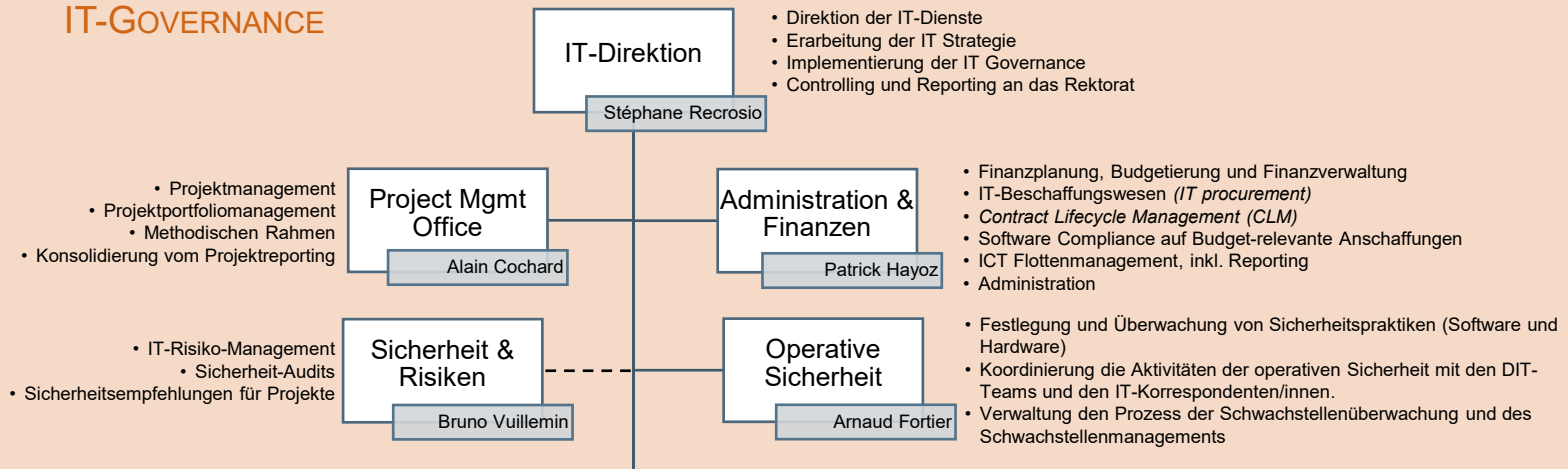 IT-GOVERNANCE
IT-Direktion
Stéphane Recrosio
• Direktion der IT-Dienste
• Erarbeitung der IT Strategie
• Implementierung der IT Governance
• Controlling und Reporting an das Rektorat
• Projektmanagement
• Projektportfoliomanagement
• Methodischen Rahmen
• Konsolidierung vom Projektreporting
Project Mgmt
Office
Alain Cochard
Administration &
Finanzen
Patrick Hayoz
• Finanzplanung, Budgetierung und Finanzverwaltung
• IT-Beschaffungswesen (IT procurement)
• Contract Lifecycle Management (CLM)
• Software Compliance auf Budget-relevante Anschaffungen
• ICT Flottenmanagement, inkl. Reporting
• Administration
• IT-Risiko-Management
• Sicherheit-Audits
• Sicherheitsempfehlungen für Projekte
Sicherheit &
Risiken
Bruno Vuillemin
Operative
Sicherheit
Arnaud Fortier
• Festlegung und Überwachung von Sicherheitspraktiken (Software und
Hardware)
• Koordinierung die Aktivitäten der operativen Sicherheit mit den DIT-
Teams und den IT-Korrespondenten/innen.
• Verwaltung den Prozess der Schwachstellenüberwachung und des
Schwachstellenmanagements